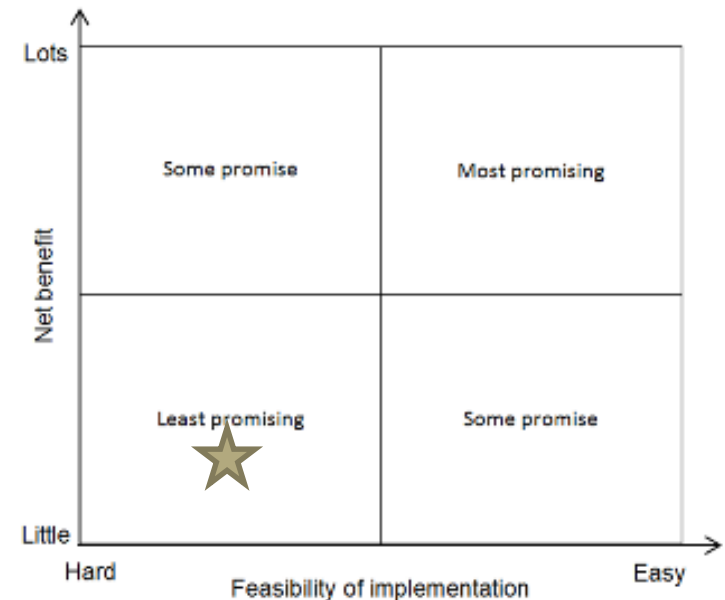 Lots
Some promise
Most promising
Net benefit
Least promising
Some promise
Little
Hard
Easy
Feasibility of implementation